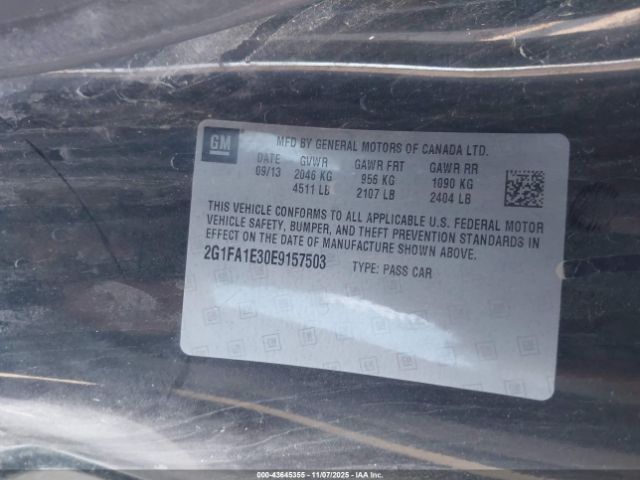 GM
MFD BY GENERAL MOTORS OF CANADA LTD.
DATE GVWR GAWR FRT GAWR RR
09/13 2046 KG 956 KG 1090 KG
4511 LB 2107 LB 2404 LB
THIS VEHICLE CONFORMS TO ALL APPLICABLE U.S. FEDERAL MOTOR
VEHICLE SAFETY, BUMPER, AND THEFT PREVENTION STANDARDS IN
EFFECT ON THE DATE OF MANUFACTURE SHOWN ABOVE.
2G1FA1E30E9157503 TYPE: PASS CAR
000-43645355 | 11/07/2025 - IAA, Inc.